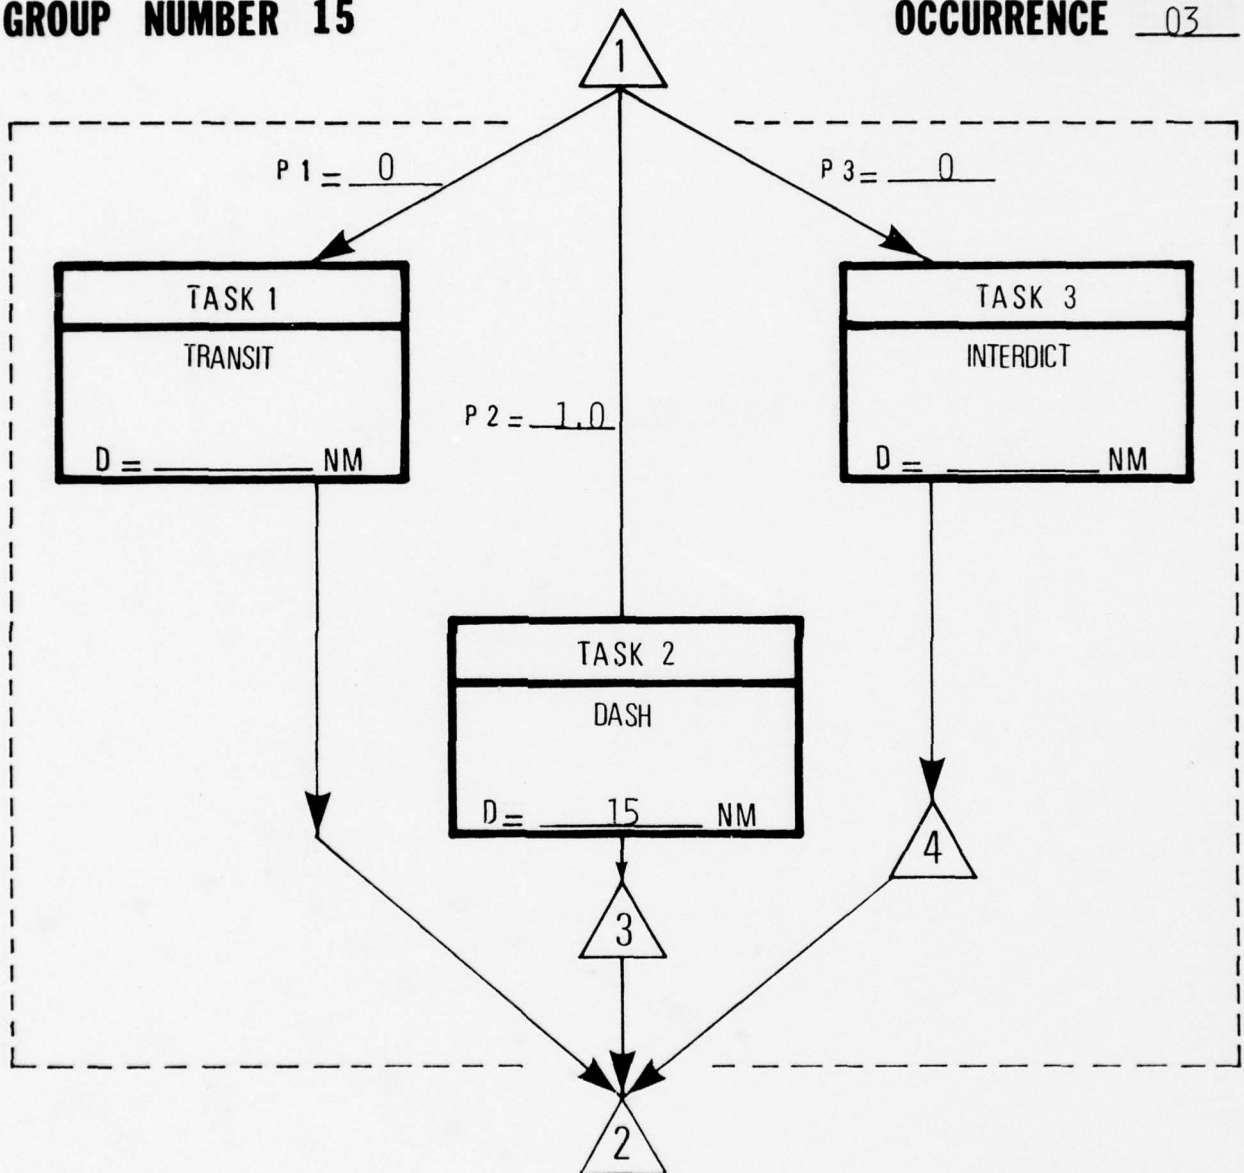 GROUP NUMBER 15
OCCURRENCE 03
1
P1= 0
P3= 0
TASK 1
TRANSIT
D = NM
TASK 3
INTERDICT
D = NM
P2= 1.0
TASK 2
DASH
D= 15 NM
4
3
2